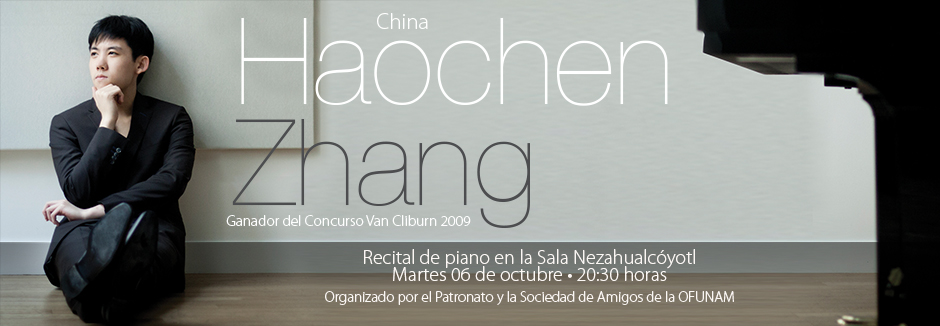 China
Haochen
Zhang
Ganador del Concurso Van Cliburn 2009
Recital de piano en la Sala Nezahualcóyotl
Martes 06 de octubre • 20:30 horas
Organizado por el Patronato y la Sociedad de Amigos de la OFUNAM